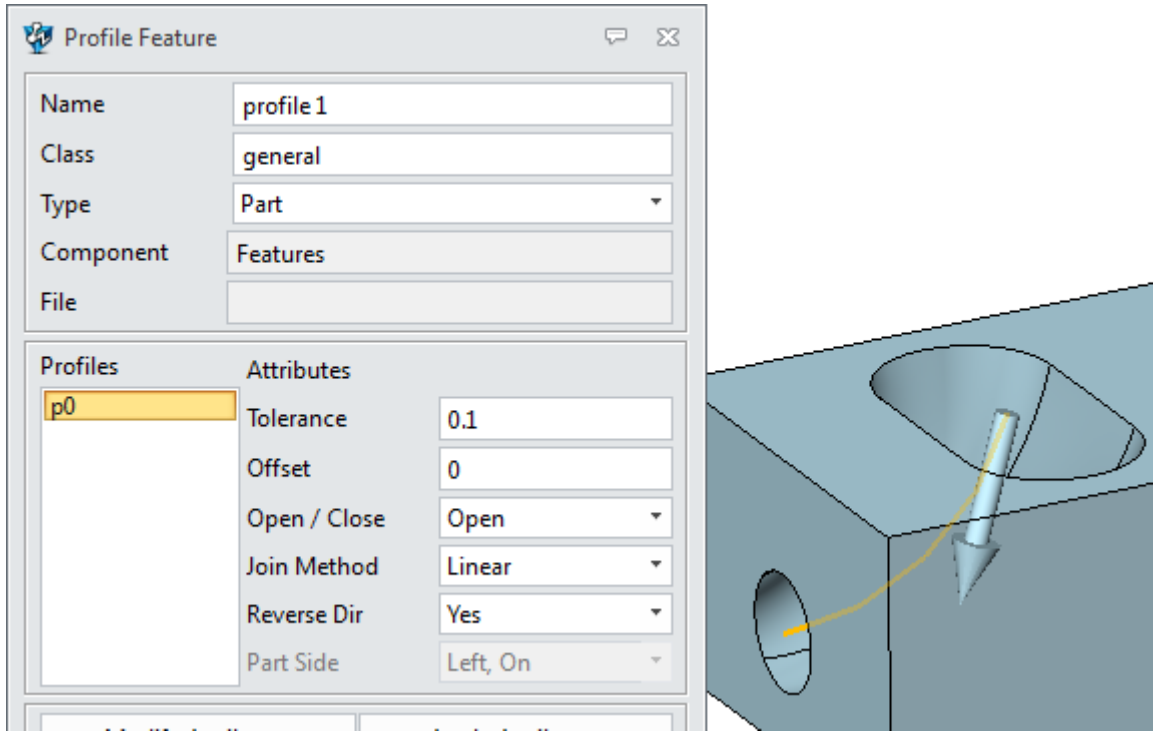 Profile Feature
Name profile 1
Class general
Type Part
Component Features
File
Profiles Attributes
p0
Tolerance 0.1
Offset 0
Open / Close Open
Join Method Linear
Reverse Dir Yes
Part Side Left, On